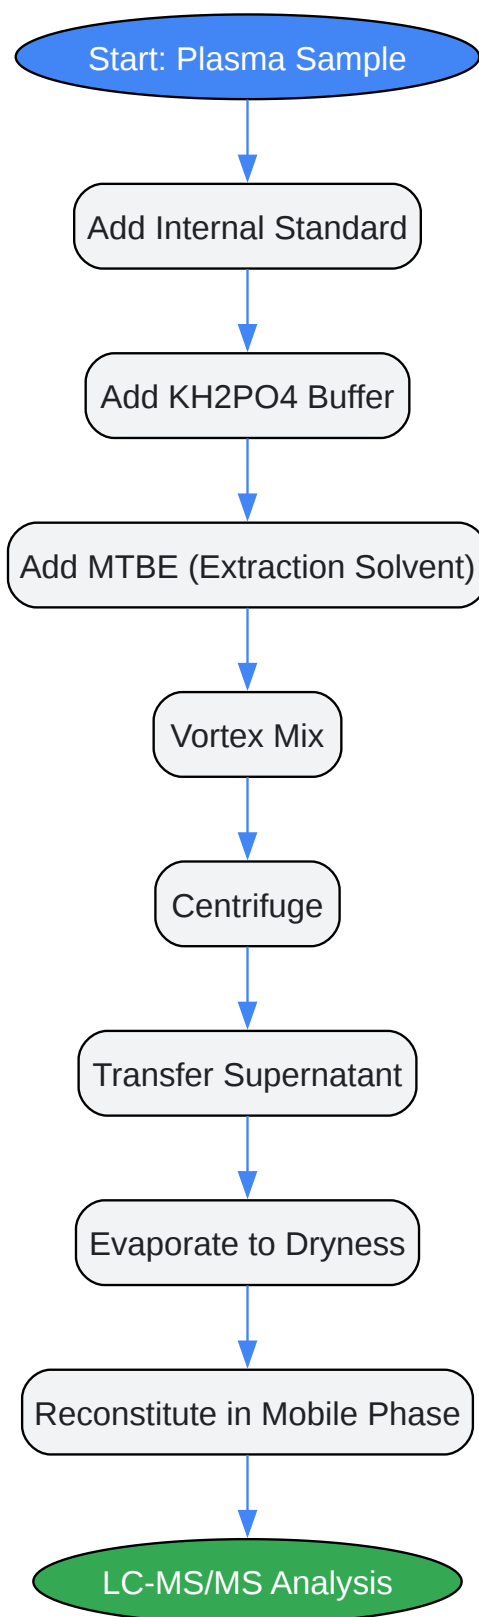 Start: Plasma Sample
Add Internal Standard
Add KH2PO4 Buffer
Add MTBE (Extraction Solvent)
Vortex Mix
Centrifuge
Transfer Supernatant
Evaporate to Dryness
Reconstitute in Mobile Phase
LC-MS/MS Analysis